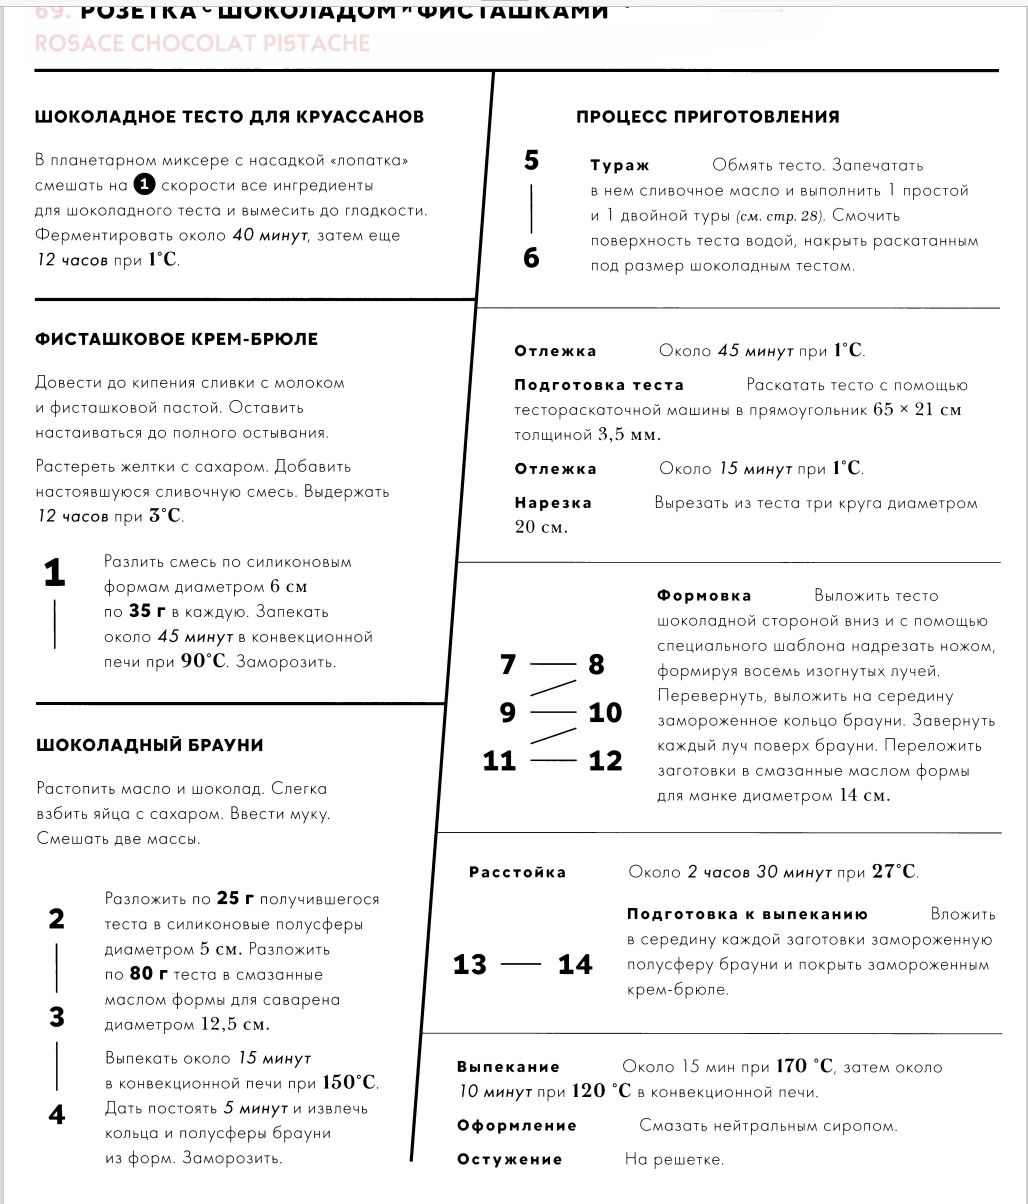 69. РОЗЕТКА С ШОКОЛАДОМ И ФИСТАШКАМИ
ROSACE CHOCOLAT PISTACHE
ШОКОЛАДНОЕ ТЕСТО ДЛЯ КРУАССАНОВ
В планетарном миксере с насадкой «лопатка»
смешать на 1 скорости все ингредиенты
для шоколадного теста и вымесить до гладкости.
Ферментировать около 40 минут, затем еще
12 часов при 1°C.
ФИСТАШКОВОЕ КРЕМ-БРЮЛЕ
Довести до кипения сливки с молоком
и фисташковой пастой. Оставить
настаиваться до полного остывания.
Растереть желтки с сахаром. Добавить
настоявшуюся сливочную смесь. Выдержать
12 часов при 3°C.
1
Разлить смесь по силиконовым
формам диаметром 6 см
по 35 г в каждую. Запекать
около 45 минут в конвекционной
печи при 90°C. Заморозить.
ШОКОЛАДНЫЙ БРАУНИ
Растопить масло и шоколад. Слегка
взбить яйца с сахаром. Ввести муку.
Смешать две массы.
2
3
4
Разложить по 25 г получившегося
теста в силиконовые полусферы
диаметром 5 см. Разложить
по 80 г теста в смазанные
маслом формы для саварена
диаметром 12,5 см.
Выпекать около 15 минут
в конвекционной печи при 150°C.
Дать постоять 5 минут и извлечь
кольца и полусферы брауни
из форм. Заморозить.
ПРОЦЕСС ПРИГОТОВЛЕНИЯ
5
6
Тураж Обмять тесто. Запечатать
в нем сливочное масло и выполнить 1 простой
и 1 двойной туры (см. стр. 28). Смочить
поверхность теста водой, накрыть раскатанным
под размер шоколадным тестом.
Отлежка Около 45 минут при 1°C.
Подготовка теста Раскатать тесто с помощью
тестораскаточной машины в прямоугольник 65 × 21 см
толщиной 3,5 мм.
Отлежка Около 15 минут при 1°C.
Нарезка Вырезать из теста три круга диаметром
20 см.
7 — 8
9 — 10
11 — 12
Формовка Выложить тесто
шоколадной стороной вниз и с помощью
специального шаблона надрезать ножом,
формируя восемь изогнутых лучей.
Перевернуть, выложить на середину
замороженное кольцо брауни. Завернуть
каждый луч поверх брауни. Переложить
заготовки в смазанные маслом формы
для манке диаметром 14 см.
Расстойка Около 2 часов 30 минут при 27°C.
13 — 14
Подготовка к выпеканию Вложить
в середину каждой заготовки замороженную
полусферу брауни и покрыть замороженным
крем-брюле.
Выпекание Около 15 мин при 170 °C, затем около
10 минут при 120 °C в конвекционной печи.
Оформление Смазать нейтральным сиропом.
Остужение На решетке.